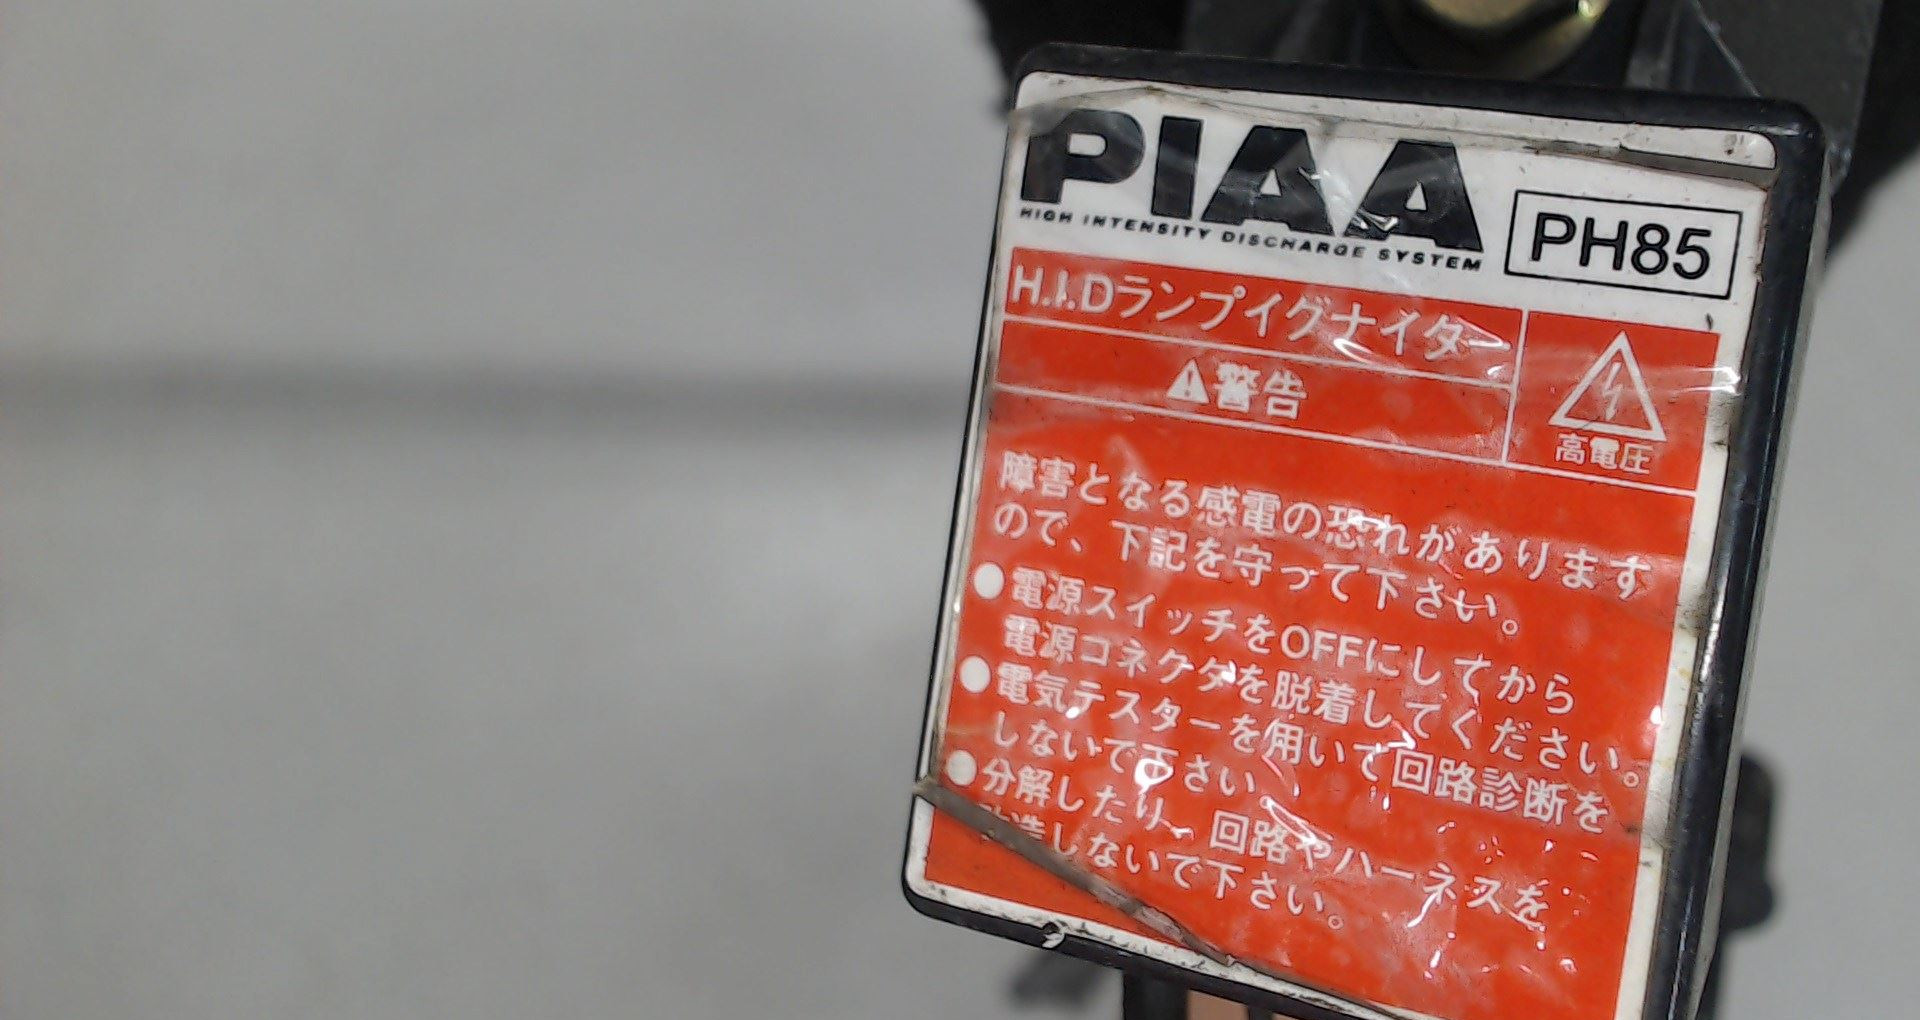 PIAA
HIGH INTENSITY DISCHARGE SYSTEM
PH85
H.I.Dランプイグナイター
警告
高電圧
障害となる感電の恐れがあります
ので、下記を守って下さい。
●電源スイッチをOFFにしてから
電源コネクタを脱着してください。
●電気テスターを用いて回路診断を
しないで下さい。
●分解したり、回路やハーネスを
造しないで下さい。